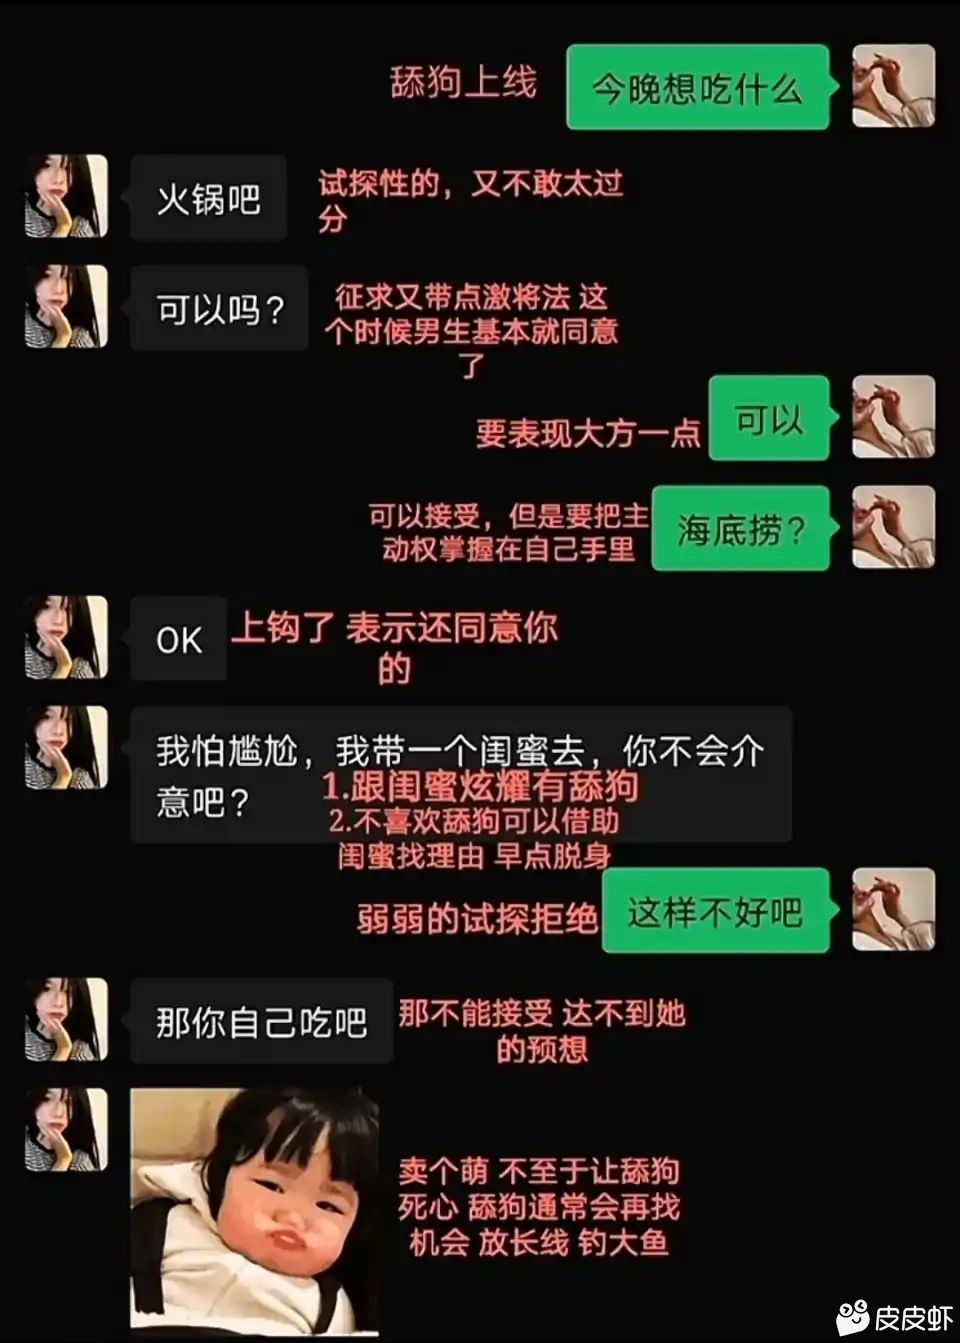 舔狗上线
今晚想吃什么
火锅吧
试探性的，又不敢太过
分
可以吗？
征求又带点激将法 这
个时候男生基本就同意
了
可以
要表现大方一点
可以接受，但是要把主
动权掌握在自己手里
海底捞？
OK
上钩了 表示还同意你
的
我怕尴尬，我带一个闺蜜去，你不会介
意吧？
1.跟闺蜜炫耀有舔狗
2.不喜欢舔狗可以借助
闺蜜找理由 早点脱身
弱弱的试探拒绝
这样不好吧
那你自己吃吧
那不能接受 达不到她
的预想
卖个萌 不至于让舔狗
死心 舔狗通常会再找
机会 放长线 钓大鱼
皮皮虾